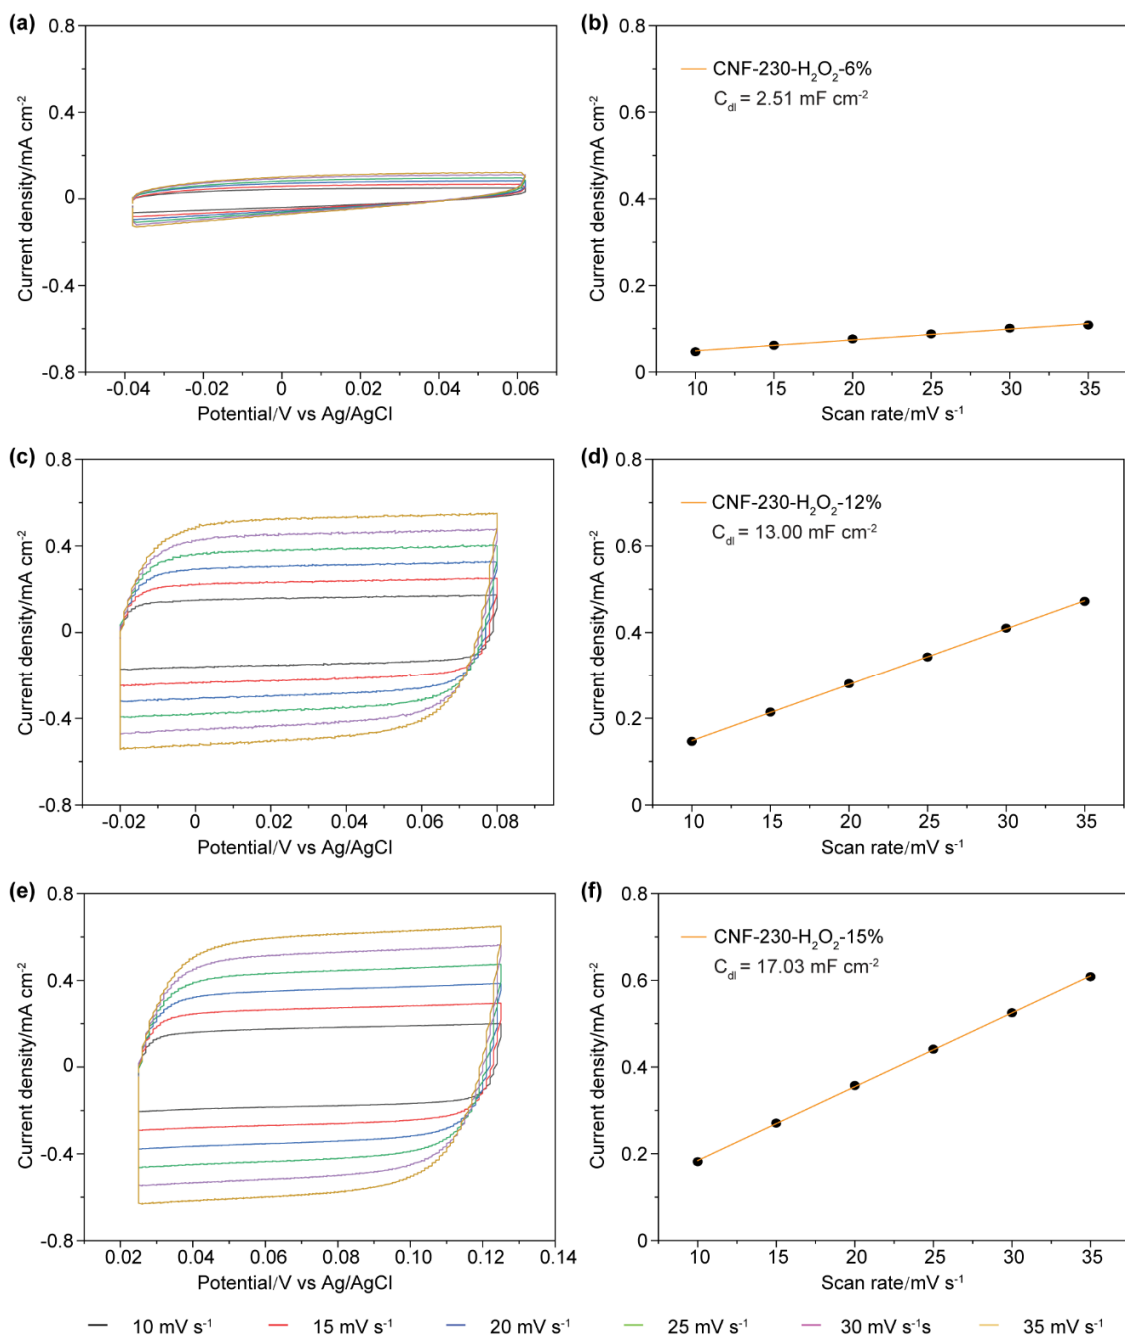 (a)
0.8
0.4
0
-0.4
-0.8
Current density/mA cm⁻²
-0.04 -0.02 0 0.02 0.04 0.06
Potential/V vs Ag/AgCl
(b)
0.8
0.6
0.4
0.2
0
Current density/mA cm⁻²
CNF-230-H₂O₂-6%
C_dl = 2.51 mF cm⁻²
10 15 20 25 30 35
Scan rate/mV s⁻¹
(c)
0.8
0.4
0
-0.4
-0.8
Current density/mA cm⁻²
-0.02 0 0.02 0.04 0.06 0.08
Potential/V vs Ag/AgCl
(d)
0.8
0.6
0.4
0.2
0
Current density/mA cm⁻²
CNF-230-H₂O₂-12%
C_dl = 13.00 mF cm⁻²
10 15 20 25 30 35
Scan rate/mV s⁻¹
(e)
0.8
0.4
0
-0.4
-0.8
Current density/mA cm⁻²
0.02 0.04 0.06 0.08 0.10 0.12 0.14
Potential/V vs Ag/AgCl
(f)
0.8
0.6
0.4
0.2
0
Current density/mA cm⁻²
CNF-230-H₂O₂-15%
C_dl = 17.03 mF cm⁻²
10 15 20 25 30 35
Scan rate/mV s⁻¹
10 mV s⁻¹ 15 mV s⁻¹ 20 mV s⁻¹ 25 mV s⁻¹ 30 mV s⁻¹s 35 mV s⁻¹